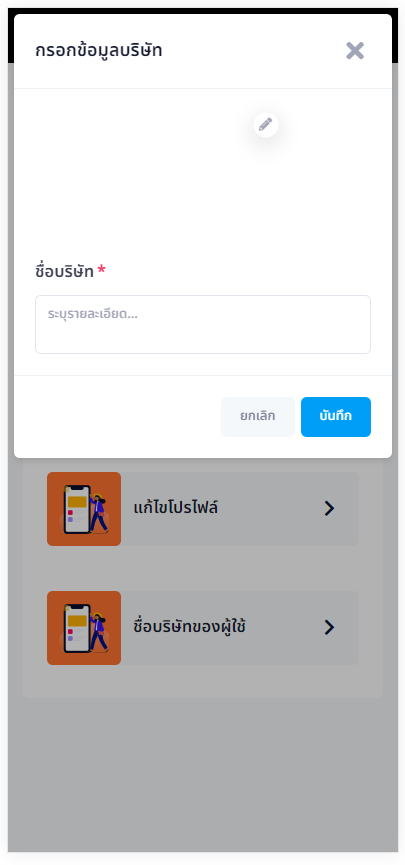 กรอกข้อมูลบริษัท
ชื่อบริษัท *
ระบุรายละเอียด...
ยกเลิก
บันทึก
แก้ไขโปรไฟล์
ชื่อบริษัทของผู้ใช้